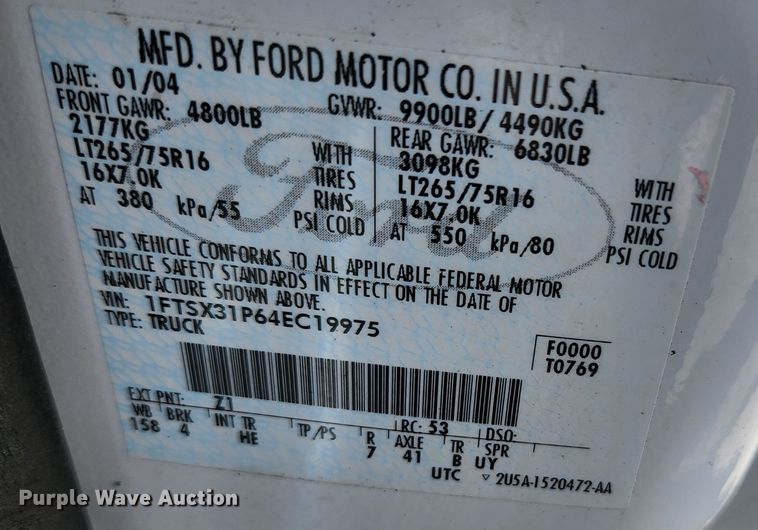 MFD. BY FORD MOTOR CO. IN U.S.A.
DATE: 01/04 GVWR: 9900LB/ 4490KG
FRONT GAWR: 4800LB REAR GAWR: 6830LB
2177KG 3098KG
LT265/75R16 WITH TIRES LT265/75R16 WITH TIRES
16X7.0K RIMS 16X7.0K RIMS
AT 380 kPa/55 PSI COLD AT 550 kPa/80 PSI COLD
Ford
THIS VEHICLE CONFORMS TO ALL APPLICABLE FEDERAL MOTOR
VEHICLE SAFETY STANDARDS IN EFFECT ON THE DATE OF
MANUFACTURE SHOWN ABOVE.
VIN: 1FTSX31P64EC19975
TYPE: TRUCK
F0000
T0769
EXT PNT: Z1 RC: 53 DSO:
WB BRK INT TR TP/PS R AXLE TR SPR
158 4 HE 7 41 B UY
UTC 2U5A-1520472-AA
Purple Wave Auction